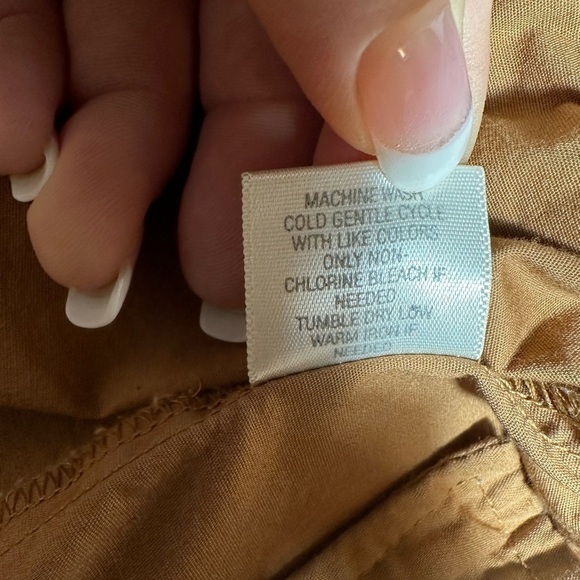 MACHINE WASH
COLD GENTLE CYCLE
WITH LIKE COLORS
ONLY NON-
CHLORINE BLEACH IF
NEEDED
TUMBLE DRY LOW
WARM IRON IF
NEEDED